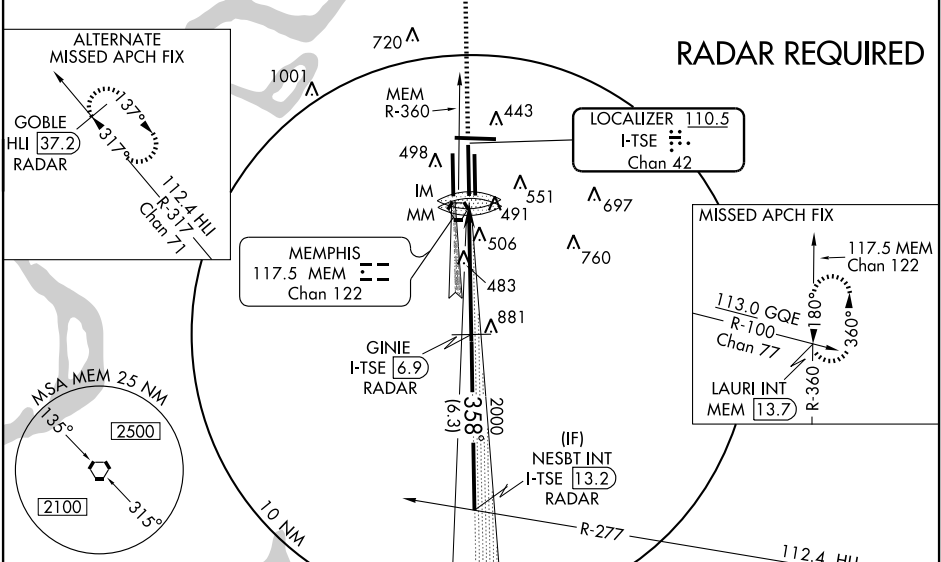 RADAR REQUIRED
ALTERNATE
MISSED APCH FIX
137°
317°
GOBLE
HLI 37.2
RADAR
112.4 HLI
R-317
Chan 71
720
1001
MEM
R-360
443
498
IM
MM
551
491
697
506
760
483
881
LOCALIZER 110.5
I-TSE
Chan 42
MEMPHIS
117.5 MEM
Chan 122
MISSED APCH FIX
117.5 MEM
Chan 122
113.0 GQE
R-100
Chan 77
180°
360°
LAURI INT
MEM 13.7
R-360
GINIE
I-TSE 6.9
RADAR
2000
358°
(6.3)
(IF)
NESBT INT
I-TSE 13.2
RADAR
R-277
MSA MEM 25 NM
135°
2500
2100
315°
10 NM
112.4 HLI